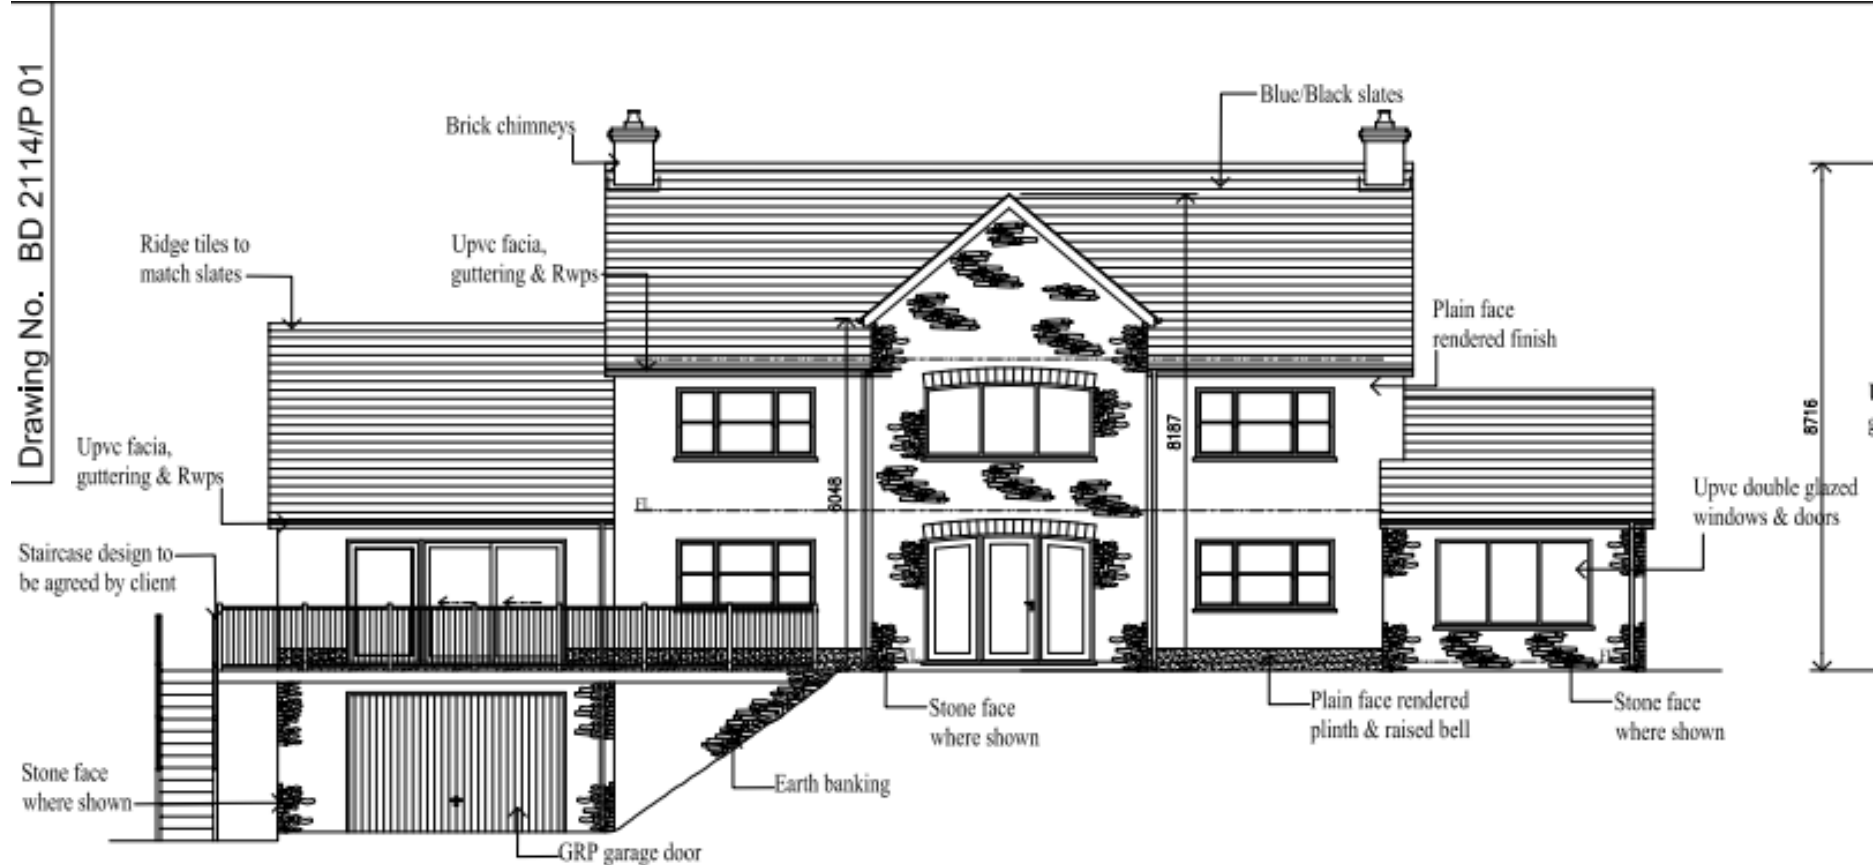 Drawing No. BD 2114/P 01
Brick chimneys
Blue/Black slates
Ridge tiles to
match slates
Upvc facia,
guttering & Rwps
Plain face
rendered finish
8716
8187
6048
FL
Upvc facia,
guttering & Rwps
Upvc double glazed
windows & doors
Staircase design to
be agreed by client
Stone face
where shown
Plain face rendered
plinth & raised bell
Stone face
where shown
Stone face
where shown
Earth banking
GRP garage door